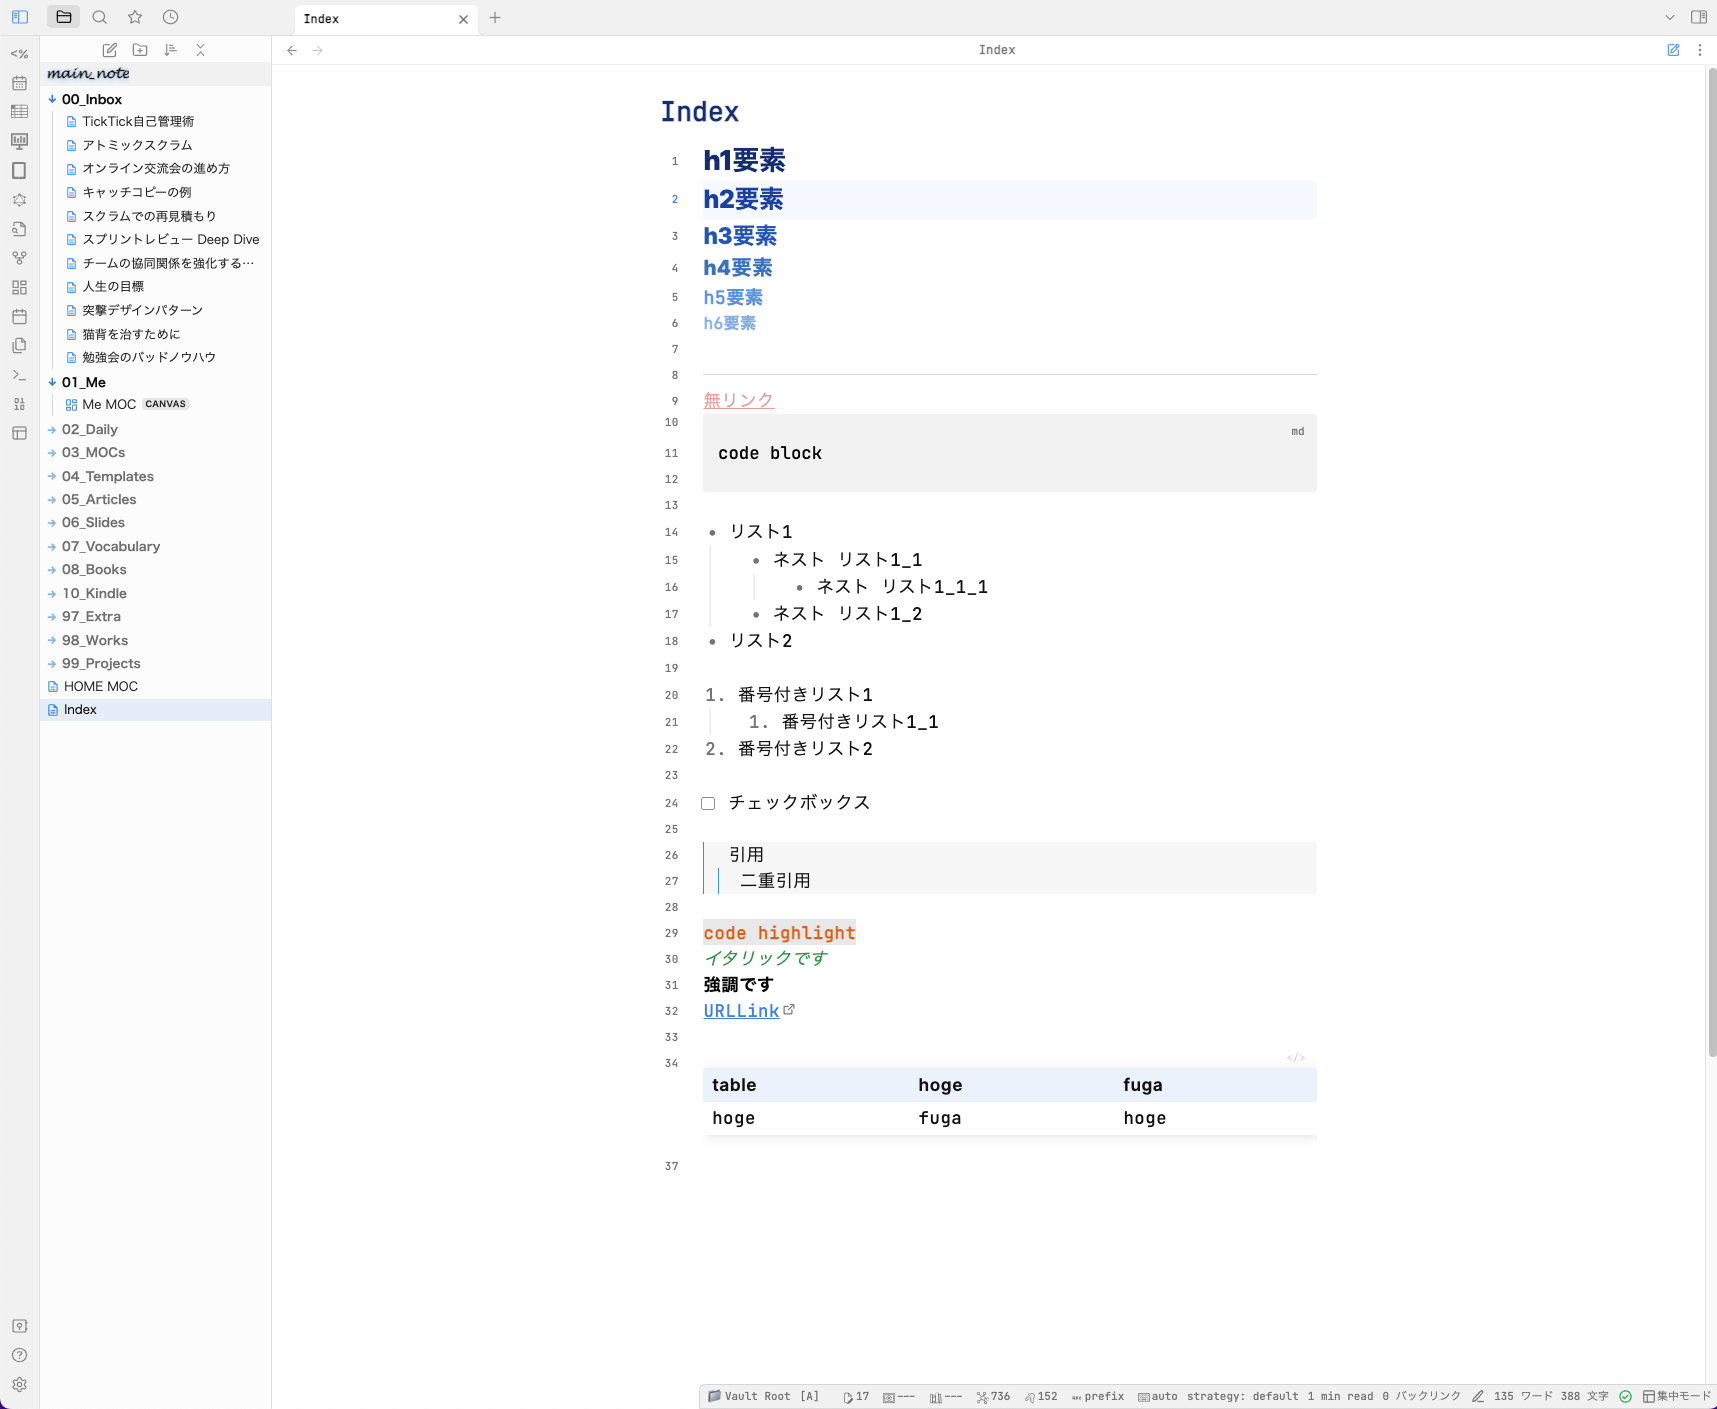 Index
main_note
00_Inbox
TickTick自己管理術
アトミックスクラム
オンライン交流会の進め方
キャッチコピーの例
スクラムでの再見積もり
スプリントレビュー Deep Dive
チームの協同関係を強化する…
人生の目標
突撃デザインパターン
猫背を治すために
勉強会のバッドノウハウ
01_Me
Me MOC CANVAS
02_Daily
03_MOCs
04_Templates
05_Articles
06_Slides
07_Vocabulary
08_Books
10_Kindle
97_Extra
98_Works
99_Projects
HOME MOC
Index
Index
Index
1 h1要素
2 h2要素
3 h3要素
4 h4要素
5 h5要素
6 h6要素
7
8
9 無リンク
10
md
11 code block
12
13
14 • リスト1
15 • ネスト リスト1_1
16 • ネスト リスト1_1_1
17 • ネスト リスト1_2
18 • リスト2
19
20 1. 番号付きリスト1
21 1. 番号付きリスト1_1
22 2. 番号付きリスト2
23
24 チェックボックス
25
26 引用
27 二重引用
28
29 code highlight
30 イタリックです
31 強調です
32 URLLink
33
34 </>
table hoge fuga
hoge fuga hoge
37
Vault Root [A] 17 --- --- 736 152 prefix auto strategy: default 1 min read 0 バックリンク 135 ワード 388 文字 集中モード